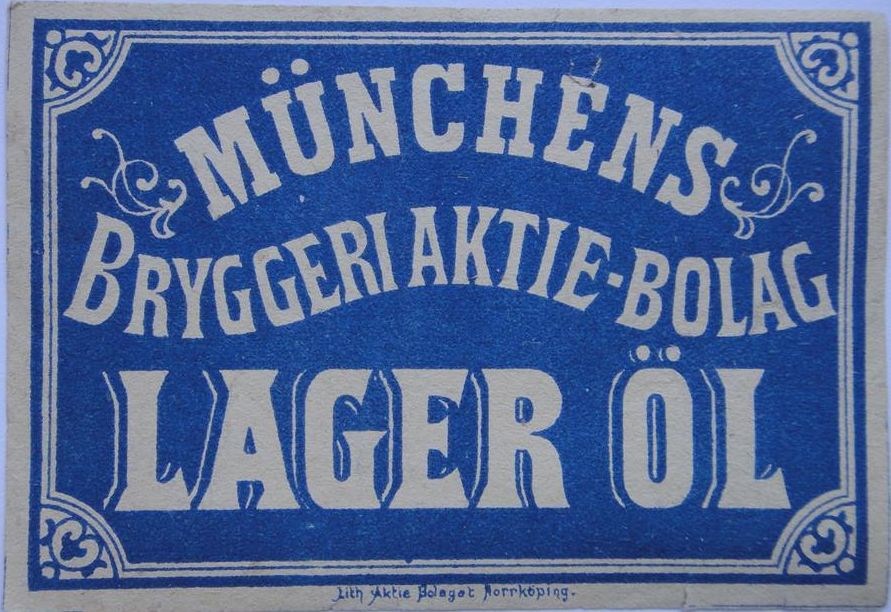 MÜNCHENS
BRYGGERI AKTIE-BOLAG
LAGER ÖL
Lith Aktie Bolaget Norrköping.